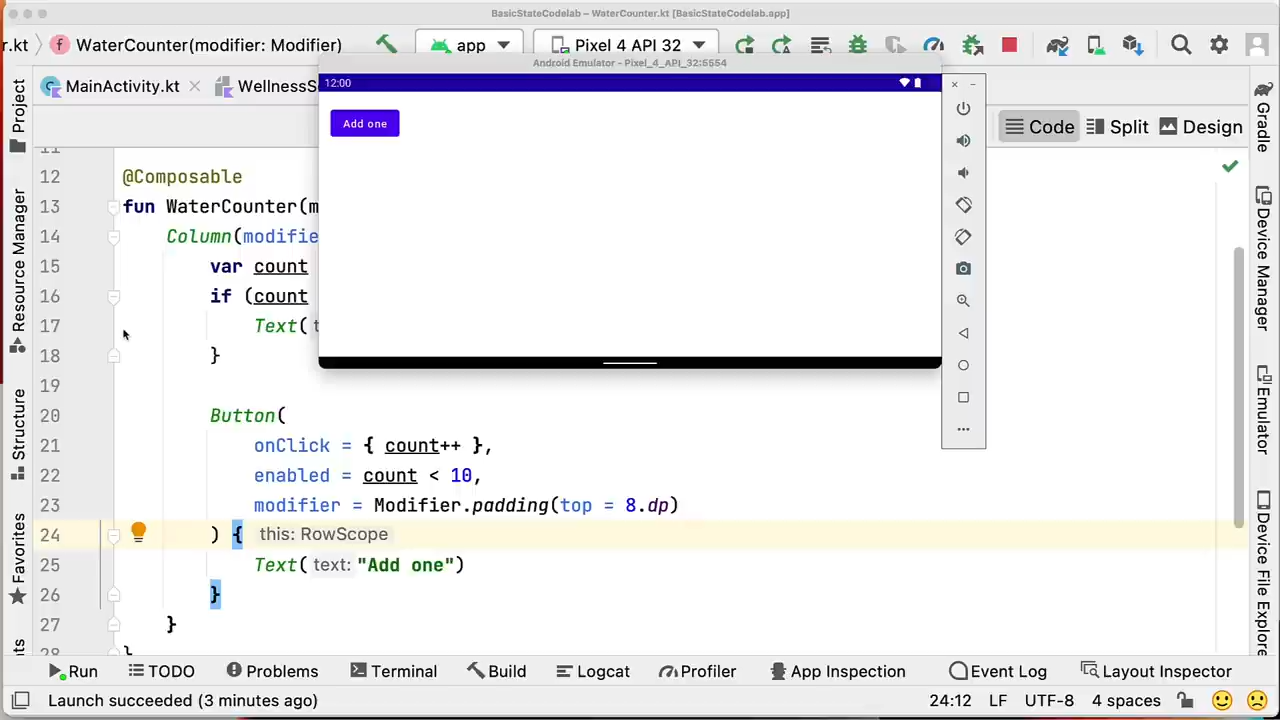 BasicStateCodelab – WaterCounter.kt [BasicStateCodelab.app]
r.kt
WaterCounter(modifier: Modifier)
app
Pixel 4 API 32
Android Emulator - Pixel_4_API_32:5554
MainActivity.kt
WellnessS
12:00
Add one
Code
Split
Design
Project
Resource Manager
Structure
Favorites
Gradle
Device Manager
Emulator
Device File Explore
12 @Composable
13 fun WaterCounter(m
14 Column(modifie
15 var count
16 if (count
17 Text(
18 }
19
20 Button(
21 onClick = { count++ },
22 enabled = count < 10,
23 modifier = Modifier.padding(top = 8.dp)
24 ) { this: RowScope
25 Text( text: "Add one")
26 }
27 }
Run
TODO
Problems
Terminal
Build
Logcat
Profiler
App Inspection
Event Log
Layout Inspector
Launch succeeded (3 minutes ago)
24:12
LF
UTF-8
4 spaces